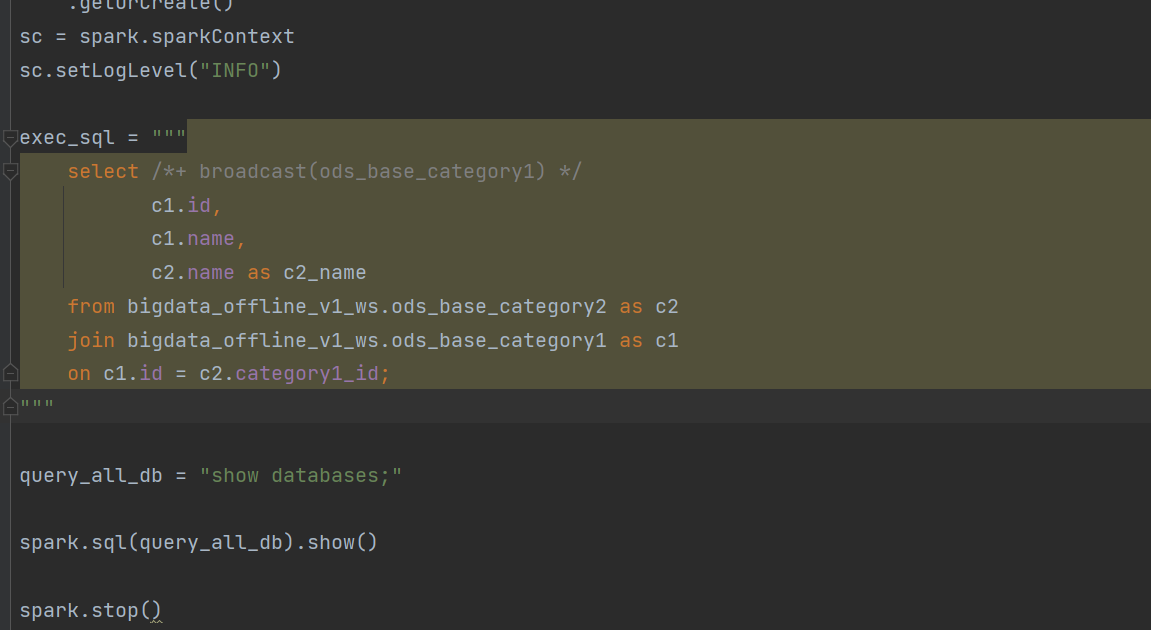 .getOrCreate()
sc = spark.sparkContext
sc.setLogLevel("INFO")
exec_sql = """
select /*+ broadcast(ods_base_category1) */
c1.id,
c1.name,
c2.name as c2_name
from bigdata_offline_v1_ws.ods_base_category2 as c2
join bigdata_offline_v1_ws.ods_base_category1 as c1
on c1.id = c2.category1_id;
"""
query_all_db = "show databases;"
spark.sql(query_all_db).show()
spark.stop()